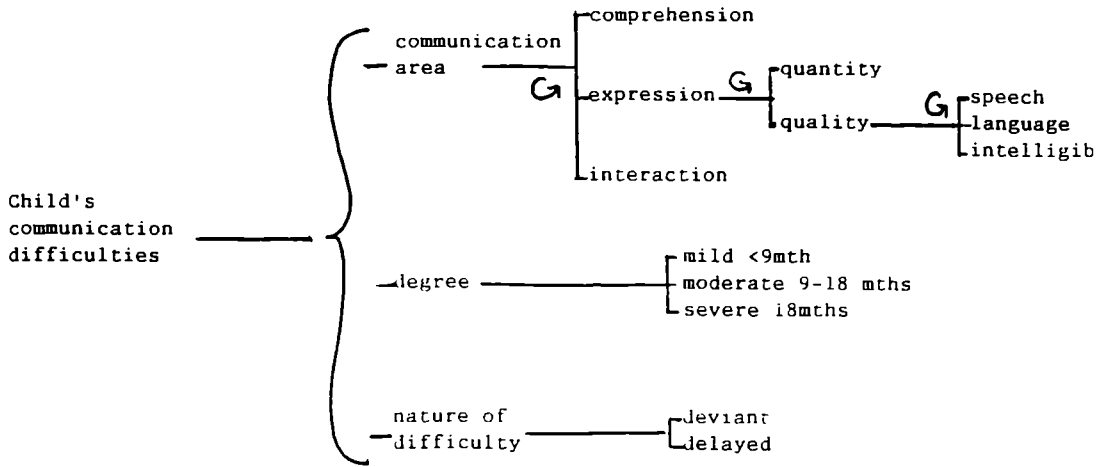 comprehension
communication
area
G
expression
G
quantity
quality
G
speech
language
intelligib
interaction
Child's
communication
difficulties
degree
mild <9mth
moderate 9-18 mths
severe 18mths
nature of
difficulty
deviant
delayed